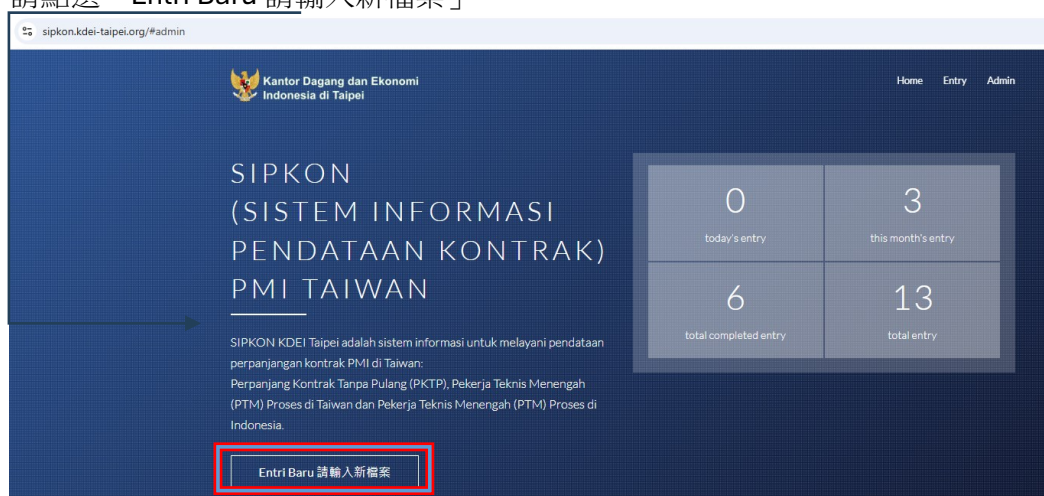 請點選「Entri Baru 請輸入新檔案」
sipkon.kdei-taipei.org/#admin
Kantor Dagang dan Ekonomi
Indonesia di Taipei
Home Entry Admin
SIPKON
(SISTEM INFORMASI
PENDATAAN KONTRAK)
PMI TAIWAN
SIPKON KDEI Taipei adalah sistem informasi untuk melayani pendataan
perpanjangan kontrak PMI di Taiwan:
Perpanjang Kontrak Tanpa Pulang (PKTP), Pekerja Teknis Menengah
(PTM) Proses di Taiwan dan Pekerja Teknis Menengah (PTM) Proses di
Indonesia.
Entri Baru 請輸入新檔案
0
today's entry
3
this month's entry
6
total completed entry
13
total entry